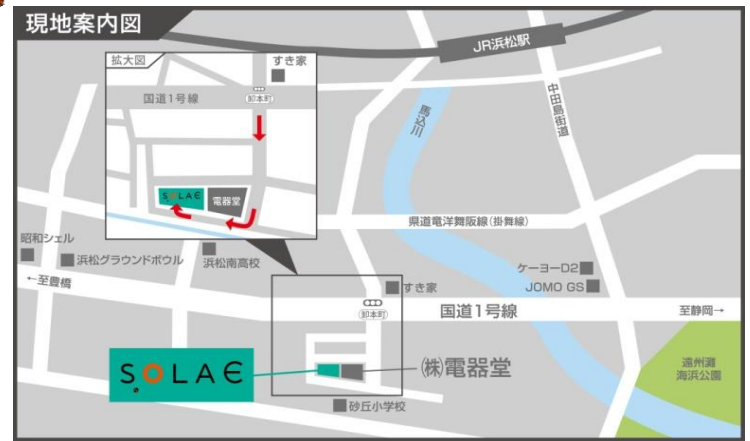 現地案内図
JR浜松駅
拡大図
すき家
国道1号線
卸本町
SOLAE
電器堂
馬込川
中田島街道
県道竜洋舞阪線(掛舞線)
昭和シェル
浜松グラウンドボウル
浜松南高校
←至豊橋
すき家
ケーヨーD2
JOMO GS
卸本町
国道1号線
至静岡→
SOLAE
㈱電器堂
遠州灘
海浜公園
砂丘小学校